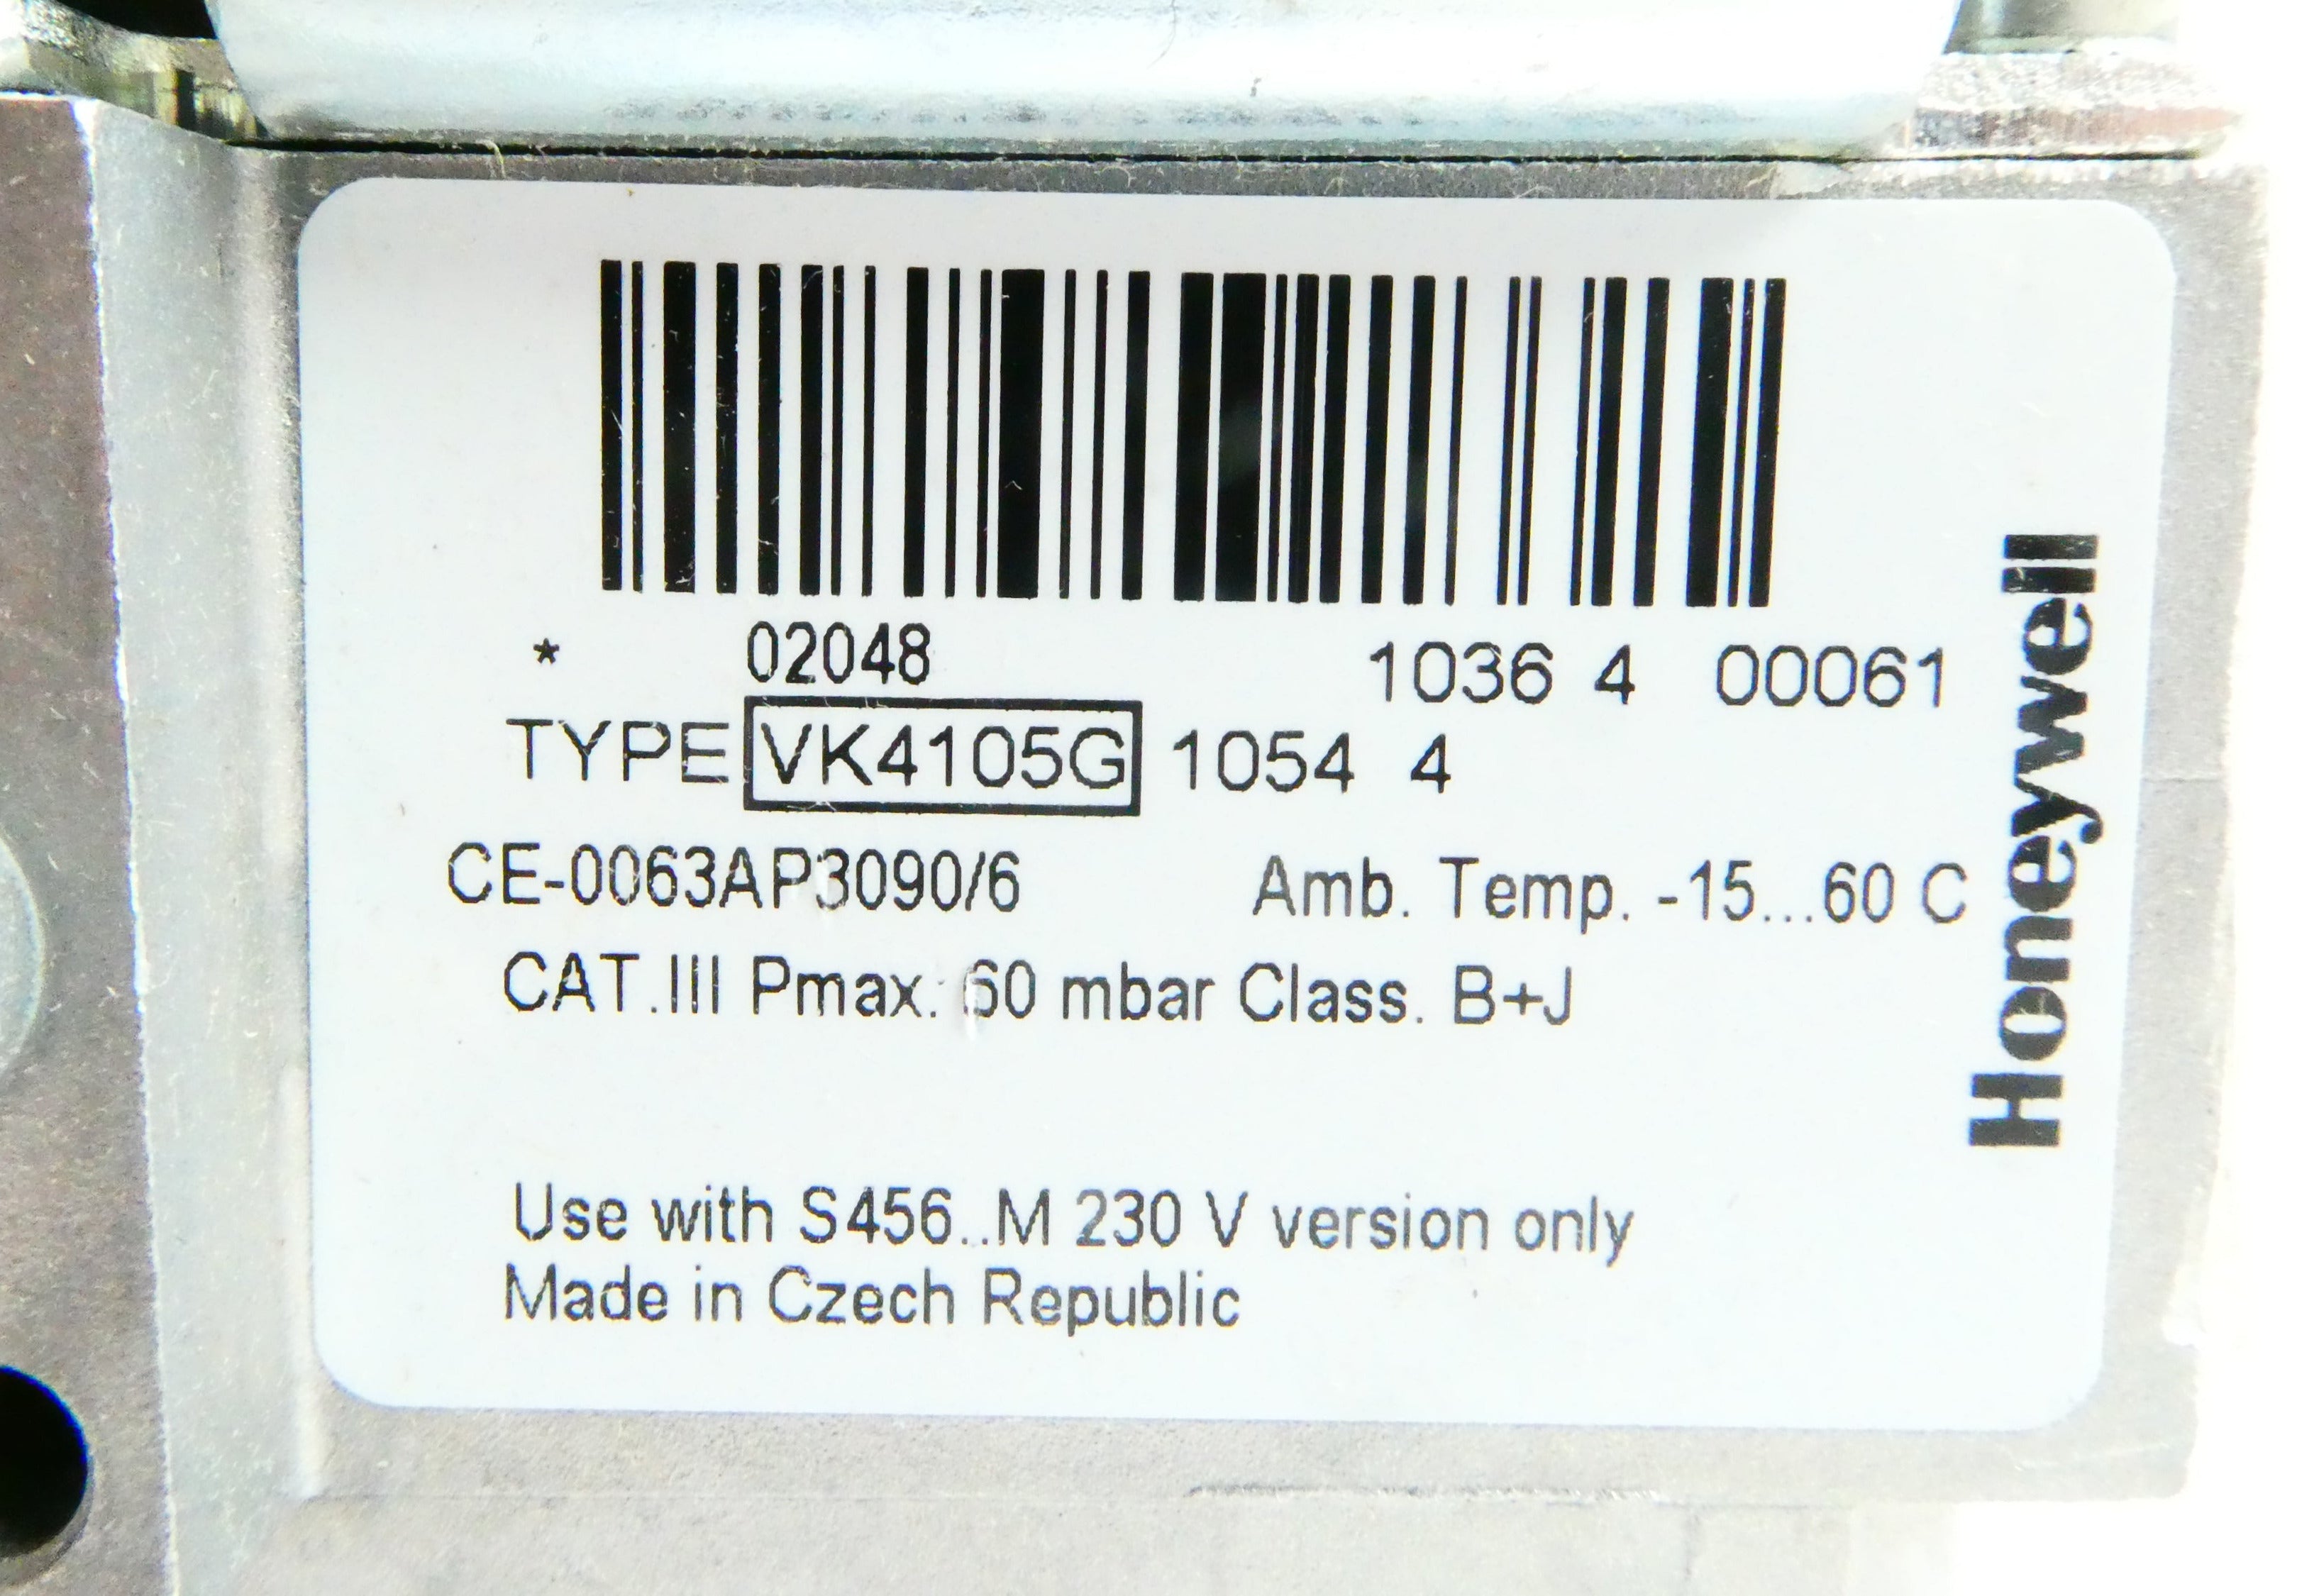 * 02048 1036 4 00061
TYPE VK4105G 1054 4
CE-0063AP3090/6 Amb. Temp. -15...60 C
CAT.III Pmax. 60 mbar Class. B+J
Use with S456..M 230 V version only
Made in Czech Republic
Honeywell